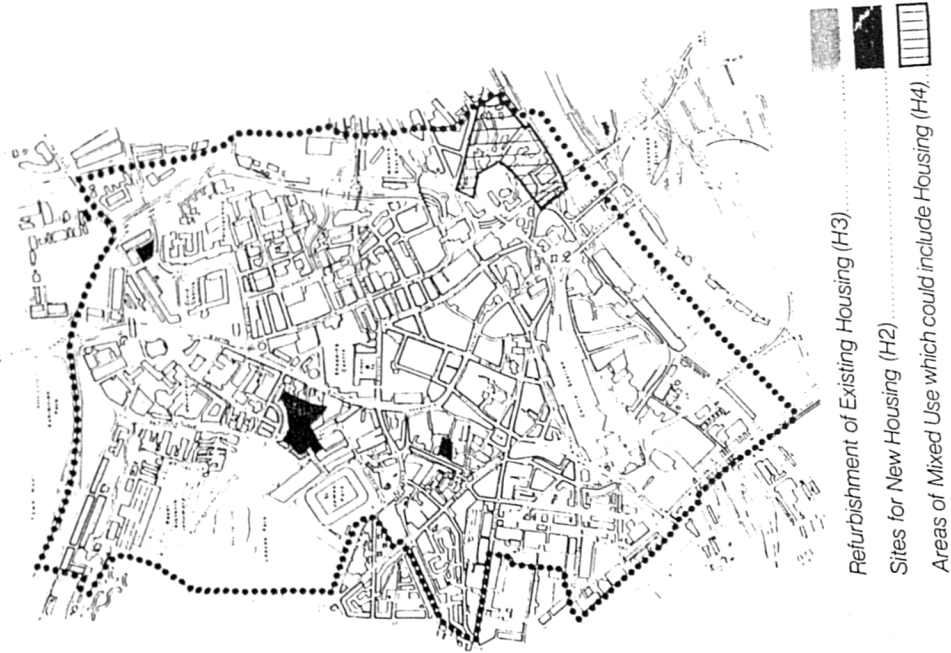 Refurbishment of Existing Housing (H3)
Sites for New Housing (H2)
Areas of Mixed Use which could include Housing (H4)